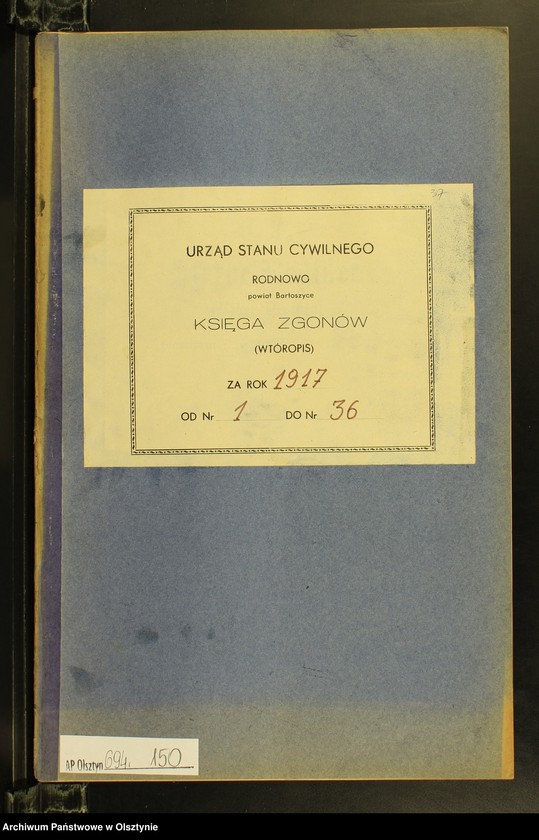 37
URZĄD STANU CYWILNEGO
RODNOWO
powiat Bartoszyce
KSIĘGA ZGONÓW
(WTÓROPIS)
ZA ROK 1917
OD Nr 1 DO Nr 36
AP Olsztyn 694. 150
Archiwum Państwowe w Olsztynie